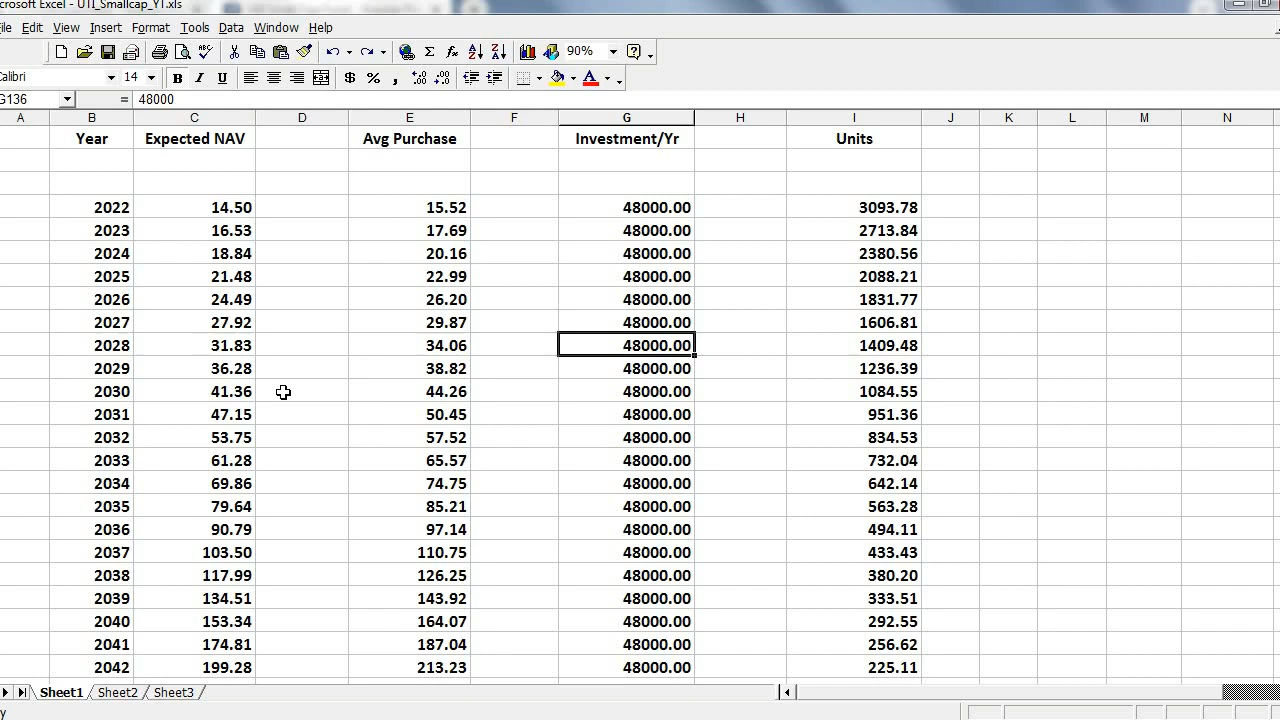 crosoft Excel - UTI_Smallcap_YT.xls
ile Edit View Insert Format Tools Data Window Help
90%
Calibri 14 B I U $ % ,
G136 = 48000
A B C D E F G H I J K L M N
Year Expected NAV Avg Purchase Investment/Yr Units
2022 14.50 15.52 48000.00 3093.78
2023 16.53 17.69 48000.00 2713.84
2024 18.84 20.16 48000.00 2380.56
2025 21.48 22.99 48000.00 2088.21
2026 24.49 26.20 48000.00 1831.77
2027 27.92 29.87 48000.00 1606.81
2028 31.83 34.06 48000.00 1409.48
2029 36.28 38.82 48000.00 1236.39
2030 41.36 44.26 48000.00 1084.55
2031 47.15 50.45 48000.00 951.36
2032 53.75 57.52 48000.00 834.53
2033 61.28 65.57 48000.00 732.04
2034 69.86 74.75 48000.00 642.14
2035 79.64 85.21 48000.00 563.28
2036 90.79 97.14 48000.00 494.11
2037 103.50 110.75 48000.00 433.43
2038 117.99 126.25 48000.00 380.20
2039 134.51 143.92 48000.00 333.51
2040 153.34 164.07 48000.00 292.55
2041 174.81 187.04 48000.00 256.62
2042 199.28 213.23 48000.00 225.11
Sheet1 Sheet2 Sheet3